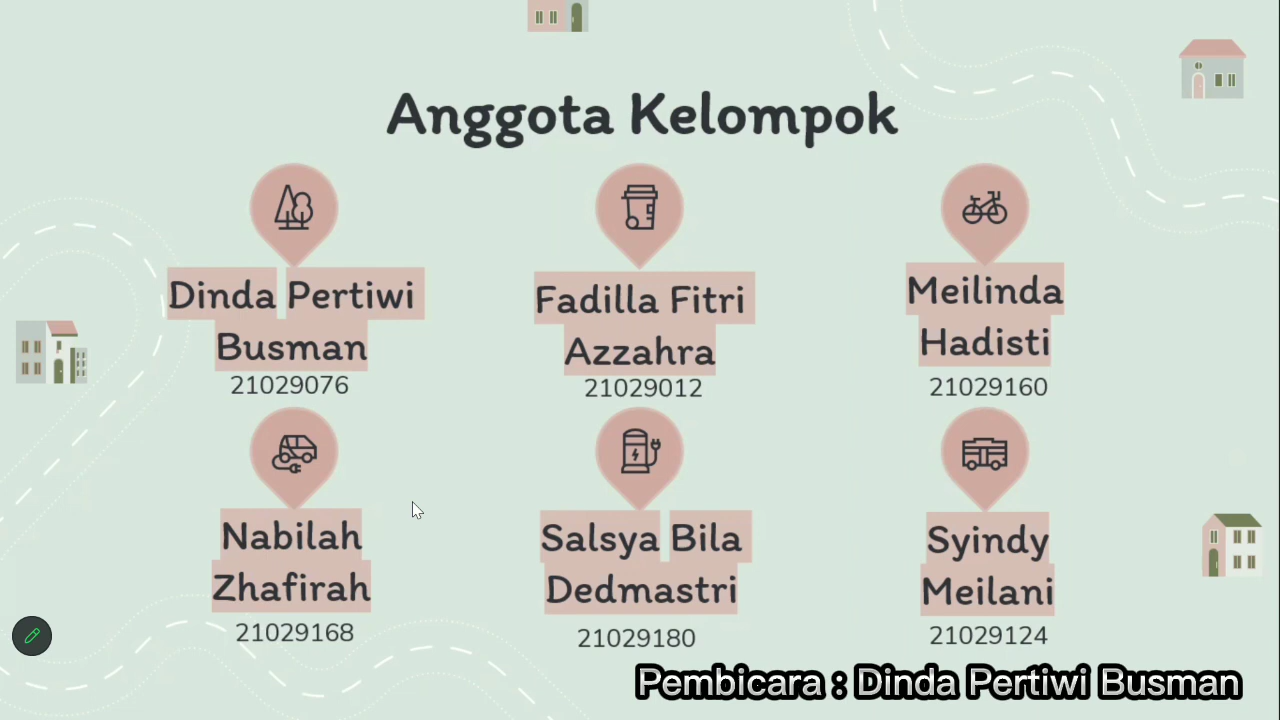 Anggota Kelompok
Dinda Pertiwi
Busman
21029076
Fadilla Fitri
Azzahra
21029012
Meilinda
Hadisti
21029160
Nabilah
Zhafirah
21029168
Salsya Bila
Dedmastri
21029180
Syindy
Meilani
21029124
Pembicara : Dinda Pertiwi Busman